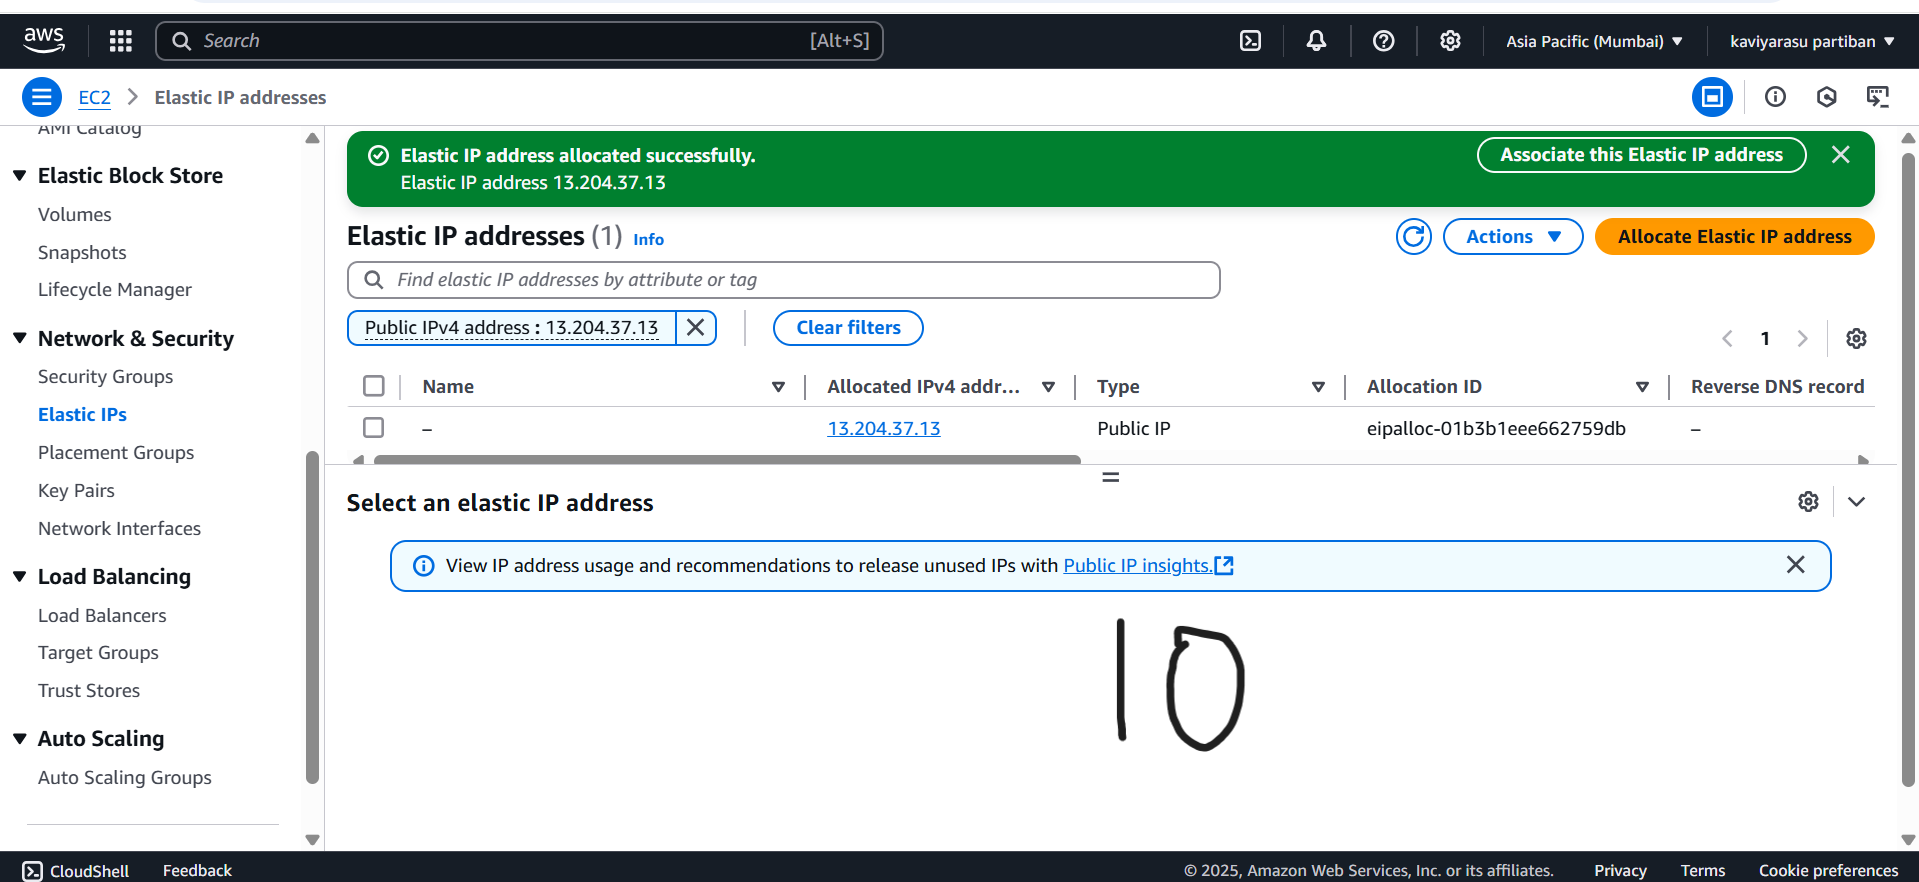 aws
Search [Alt+S]
Asia Pacific (Mumbai)
kaviyarasu partiban
EC2
Elastic IP addresses
AMI Catalog
Elastic Block Store
Volumes
Snapshots
Lifecycle Manager
Network & Security
Security Groups
Elastic IPs
Placement Groups
Key Pairs
Network Interfaces
Load Balancing
Load Balancers
Target Groups
Trust Stores
Auto Scaling
Auto Scaling Groups
Elastic IP address allocated successfully.
Elastic IP address 13.204.37.13
Associate this Elastic IP address
Elastic IP addresses (1) Info
Actions
Allocate Elastic IP address
Find elastic IP addresses by attribute or tag
Public IPv4 address : 13.204.37.13
Clear filters
1
Name Allocated IPv4 addr... Type Allocation ID Reverse DNS record
– 13.204.37.13 Public IP eipalloc-01b3b1eee662759db –
Select an elastic IP address
View IP address usage and recommendations to release unused IPs with Public IP insights.
10
CloudShell Feedback
© 2025, Amazon Web Services, Inc. or its affiliates. Privacy Terms Cookie preferences